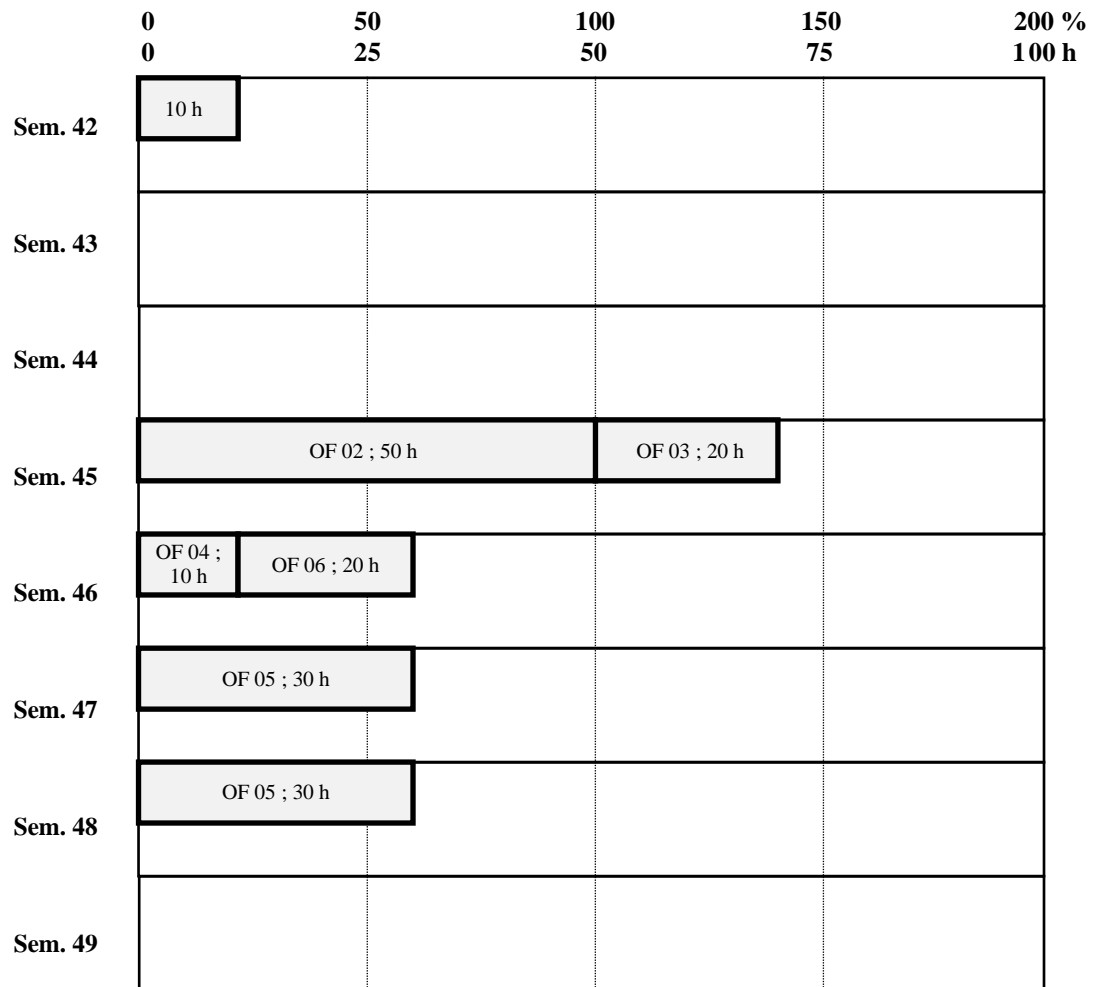 0 50 100 150 200 %
0 25 50 75 100 h
10 h
Sem. 42
Sem. 43
Sem. 44
OF 02 ; 50 h OF 03 ; 20 h
Sem. 45
OF 04 ;
10 h
OF 06 ; 20 h
Sem. 46
OF 05 ; 30 h
Sem. 47
OF 05 ; 30 h
Sem. 48
Sem. 49